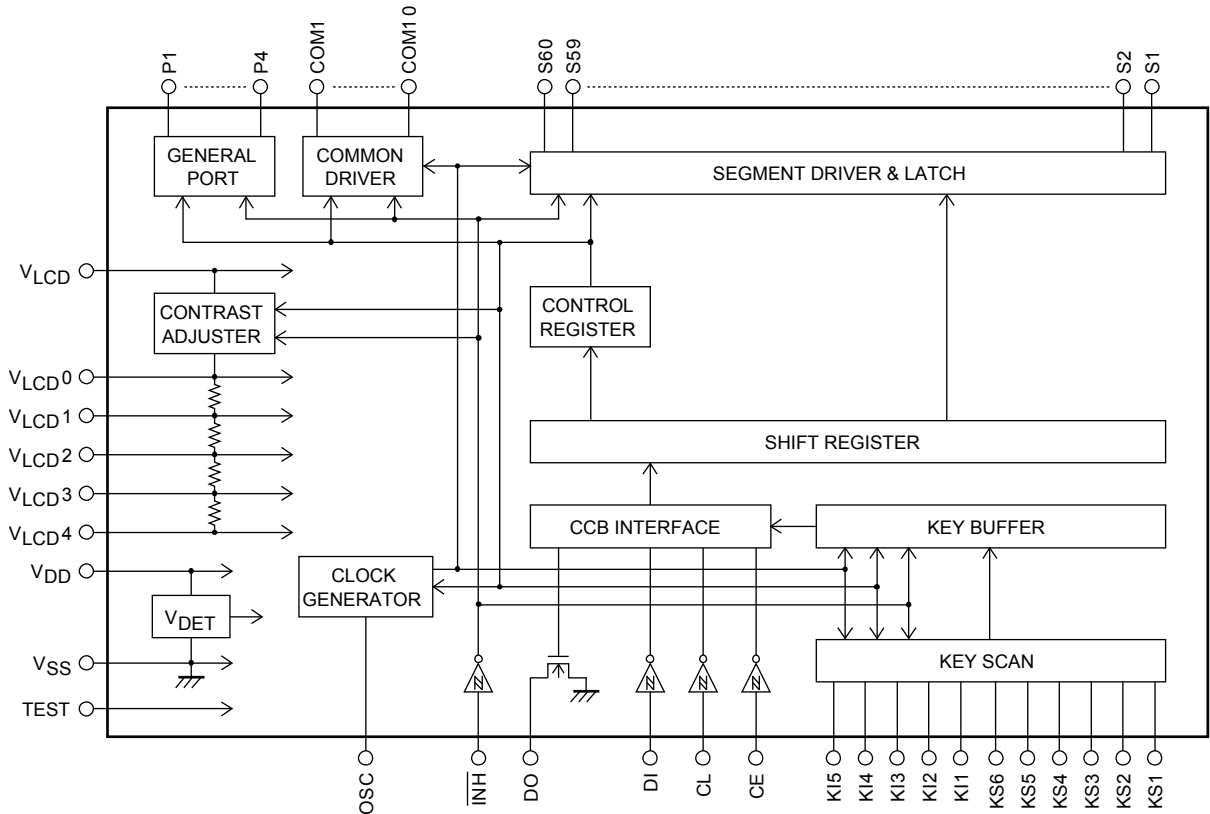 P1
P4
COM1
COM10
S60
S59
S2
S1
GENERAL
PORT
COMMON
DRIVER
SEGMENT DRIVER & LATCH
VLCD
CONTRAST
ADJUSTER
CONTROL
REGISTER
VLCD0
VLCD1
VLCD2
VLCD3
VLCD4
SHIFT REGISTER
CCB INTERFACE
KEY BUFFER
VDD
CLOCK
GENERATOR
VDET
VSS
KEY SCAN
TEST
OSC
INH
DO
DI
CL
CE
KI5
KI4
KI3
KI2
KI1
KS6
KS5
KS4
KS3
KS2
KS1